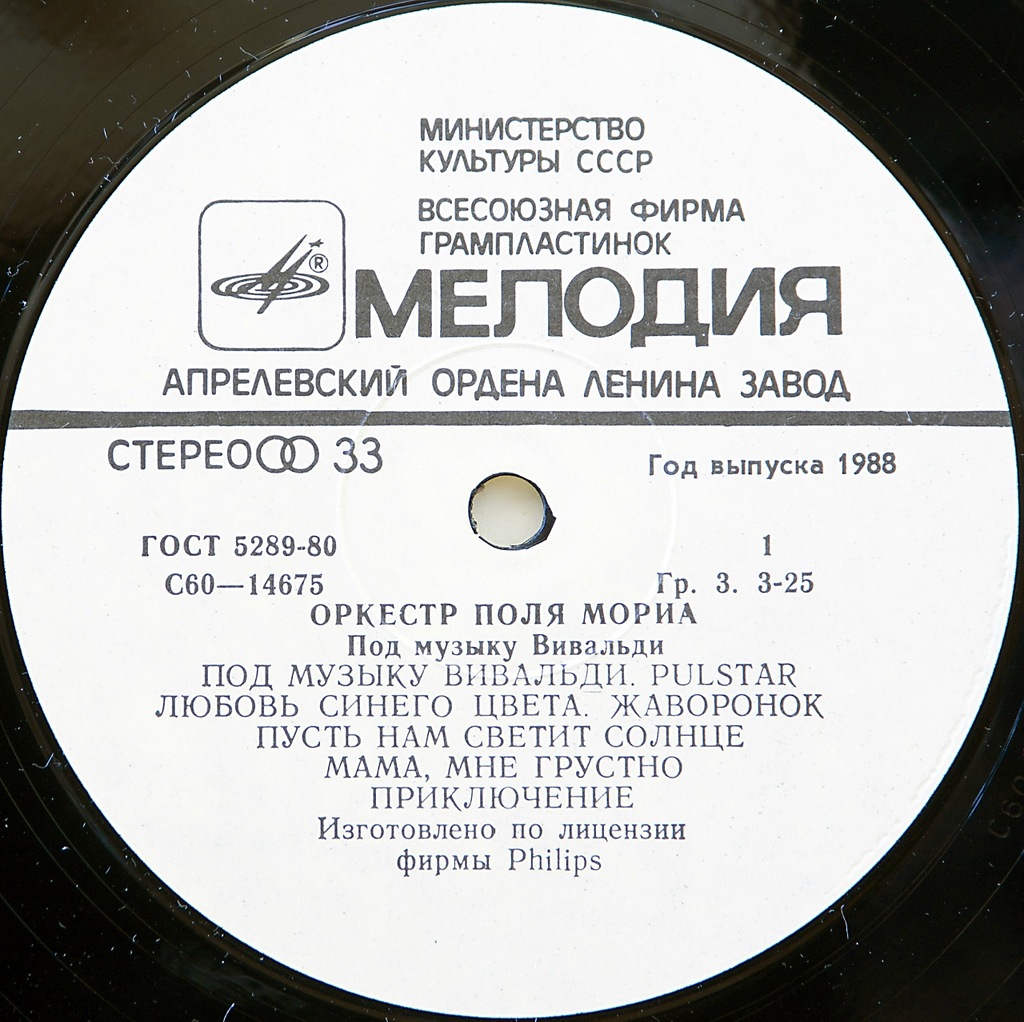 МИНИСТЕРСТВО
КУЛЬТУРЫ СССР
ВСЕСОЮЗНАЯ ФИРМА
ГРАМПЛАСТИНОК
®
МЕЛОДИЯ
АПРЕЛЕВСКИЙ ОРДЕНА ЛЕНИНА ЗАВОД
СТЕРЕО 33
Год выпуска 1988
ГОСТ 5289-80 1
С60—14675 Гр. 3. 3-25
ОРКЕСТР ПОЛЯ МОРИА
Под музыку Вивальди
ПОД МУЗЫКУ ВИВАЛЬДИ. PULSTAR
ЛЮБОВЬ СИНЕГО ЦВЕТА. ЖАВОРОНОК
ПУСТЬ НАМ СВЕТИТ СОЛНЦЕ
МАМА, МНЕ ГРУСТНО
ПРИКЛЮЧЕНИЕ
Изготовлено по лицензии
фирмы Philips